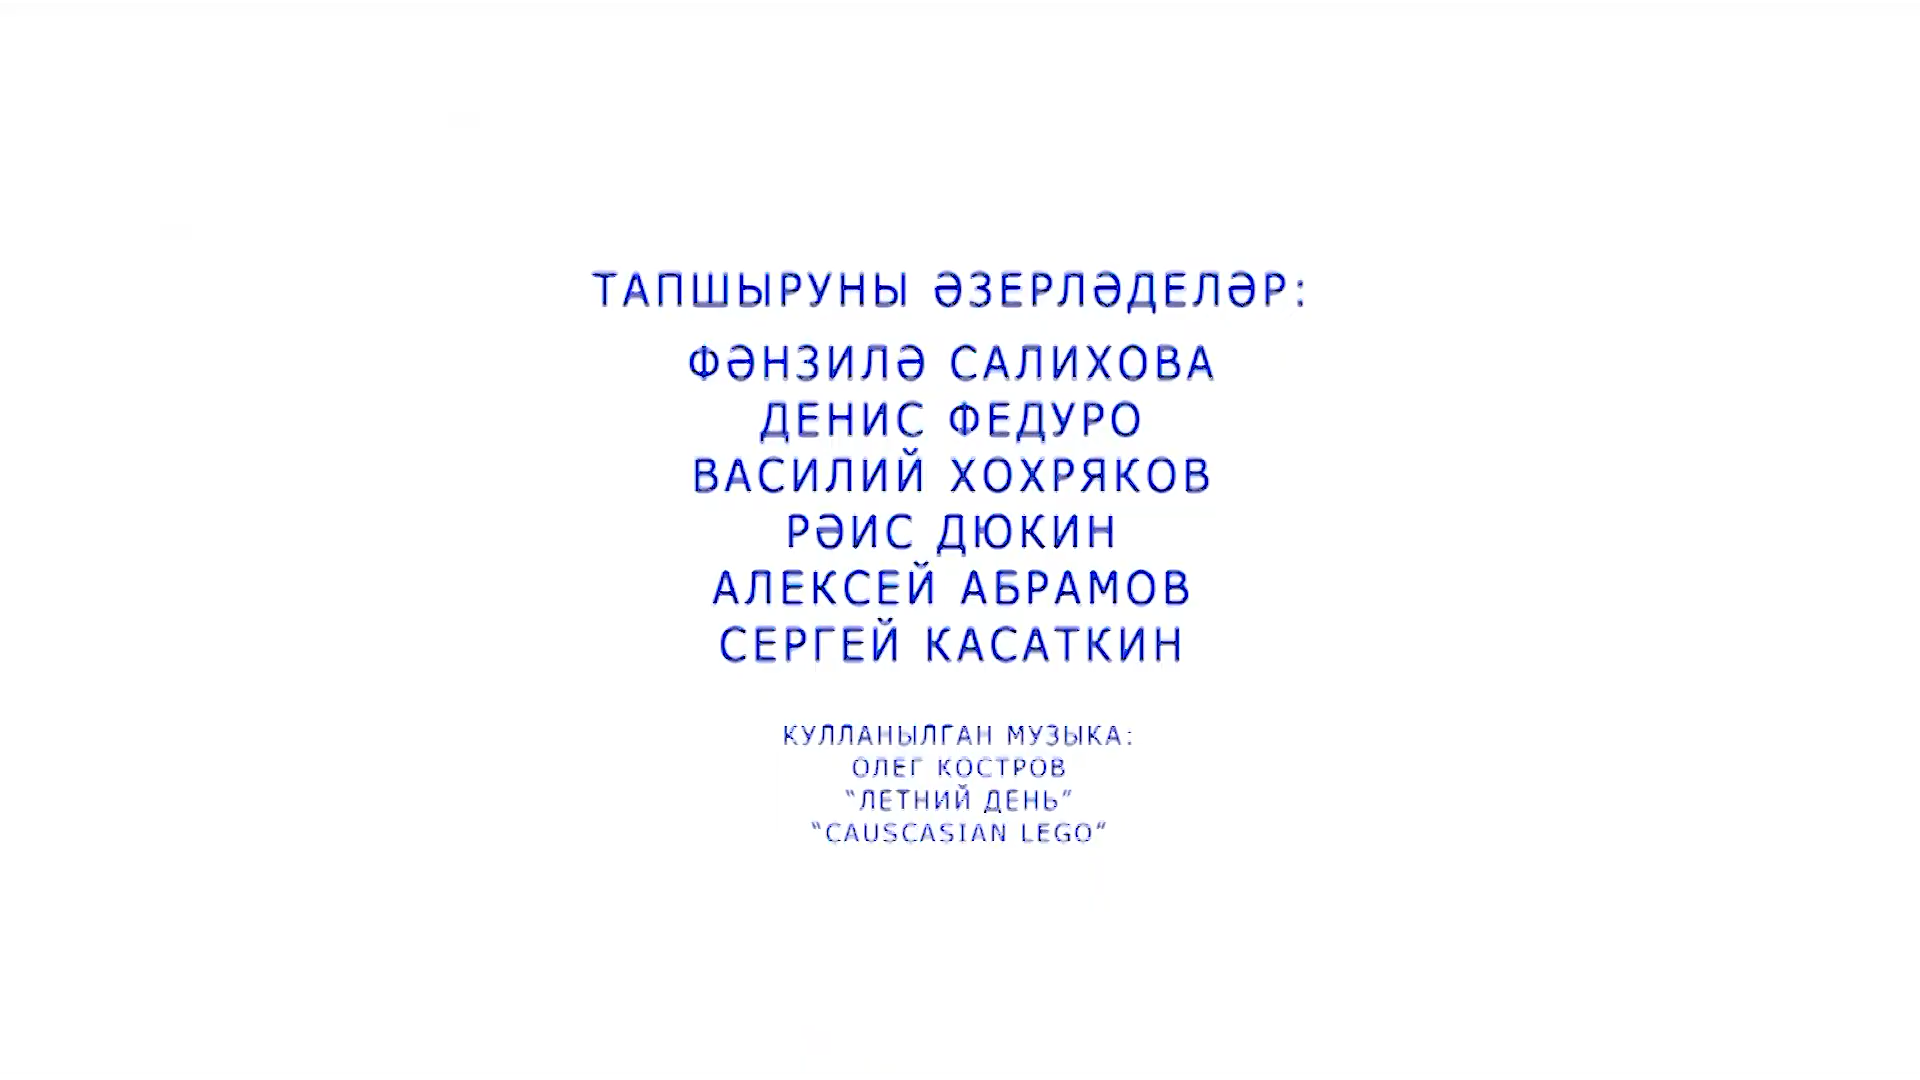 ТАПШЫРУНЫ ӘЗЕРЛӘДЕЛӘР:
ФӘНЗИЛӘ САЛИХОВА
ДЕНИС ФЕДУРО
ВАСИЛИЙ ХОХРЯКОВ
РӘИС ДЮКИН
АЛЕКСЕЙ АБРАМОВ
СЕРГЕЙ КАСАТКИН
КУЛЛАНЫЛГАН МУЗЫКА:
ОЛЕГ КОСТРОВ
“ЛЕТНИЙ ДЕНЬ”
“CAUSCASIAN LEGO”